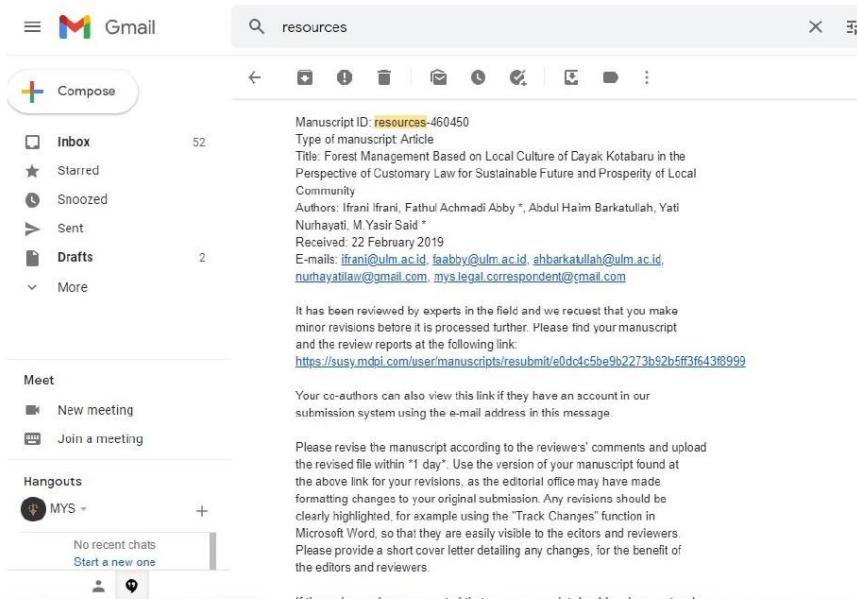 Gmail
resources
Compose
Inbox 52
Starred
Snoozed
Sent
Drafts 2
More
Meet
New meeting
Join a meeting
Hangouts
MYS
No recent chats
Start a new one
Manuscript ID: resources-460450
Type of manuscript: Article
Title: Forest Management Based on Local Culture of Dayak Kotabaru in the
Perspective of Customary Law for Sustainable Future and Prosperity of Local
Community
Authors: Ifrani Ifrani, Fathul Achmadi Abby *, Abdul Haim Barkatullah, Yati
Nurhayati, M.Yasir Said *
Received: 22 February 2019
E-mails: ifrani@ulm.ac.id, faabby@ulm.ac.id, ahbarkatullah@ulm.ac.id,
nurhayatilaw@gmail.com, mys.legal.correspondent@gmail.com
It has been reviewed by experts in the field and we request that you make
minor revisions before it is processed further. Please find your manuscript
and the review reports at the following link:
https://susy.mdpi.com/user/manuscripts/resubmit/e0dc4c5be9b2273b92b5ff3f643f8999
Your co-authors can also view this link if they have an account in our
submission system using the e-mail address in this message.
Please revise the manuscript according to the reviewers' comments and upload
the revised file within *1 day*. Use the version of your manuscript found at
the above link for your revisions, as the editorial office may have made
formatting changes to your original submission. Any revisions should be
clearly highlighted, for example using the "Track Changes" function in
Microsoft Word, so that they are easily visible to the editors and reviewers.
Please provide a short cover letter detailing any changes, for the benefit of
the editors and reviewers.